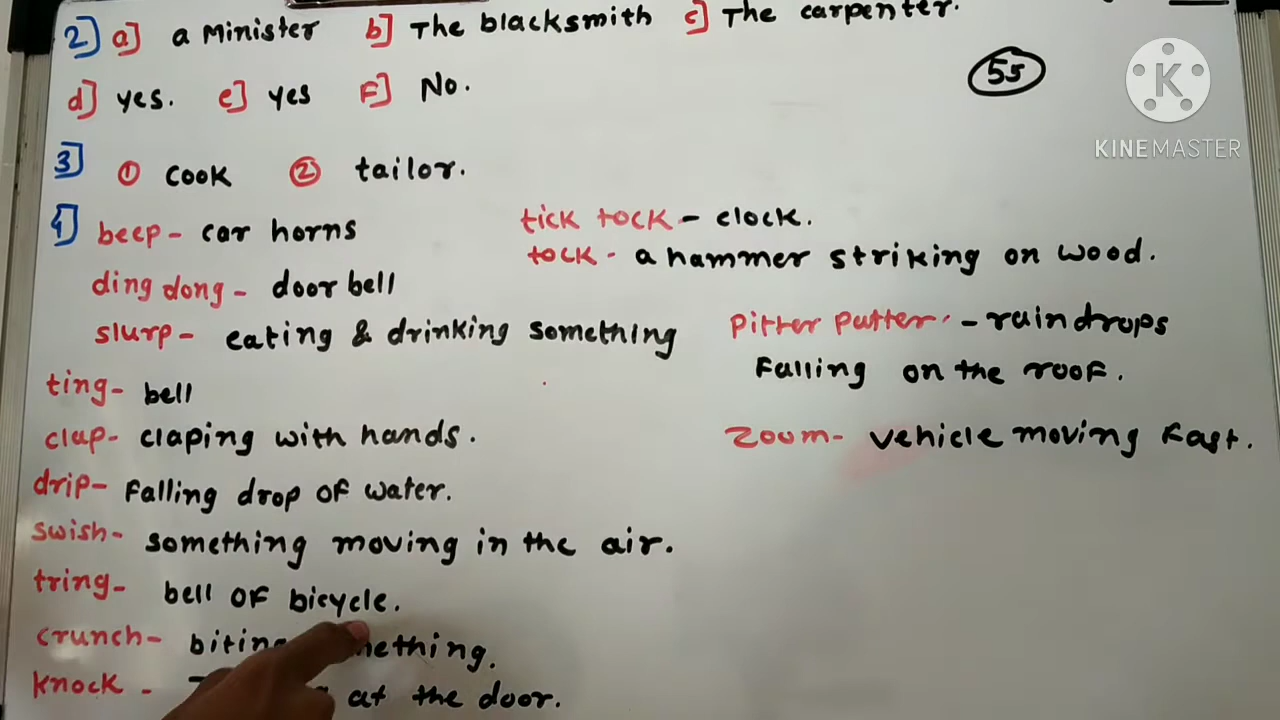 2] a] a Minister b] The blacksmith c] The carpenter.
d] yes. e] yes F] No.
55
K
KINEMASTER
3] ① cook ② tailor.
4] beep - car horns
ding dong - door bell
slurp - eating & drinking something
ting - bell
clap - claping with hands.
drip - Falling drop of water.
swish - something moving in the air.
tring - bell of bicycle.
crunch - biting
knock - at the door.
tick tock - clock.
tock - a hammer striking on wood.
Pitter patter - raindrops
Falling on the roof.
Zoom - vehicle moving fast.